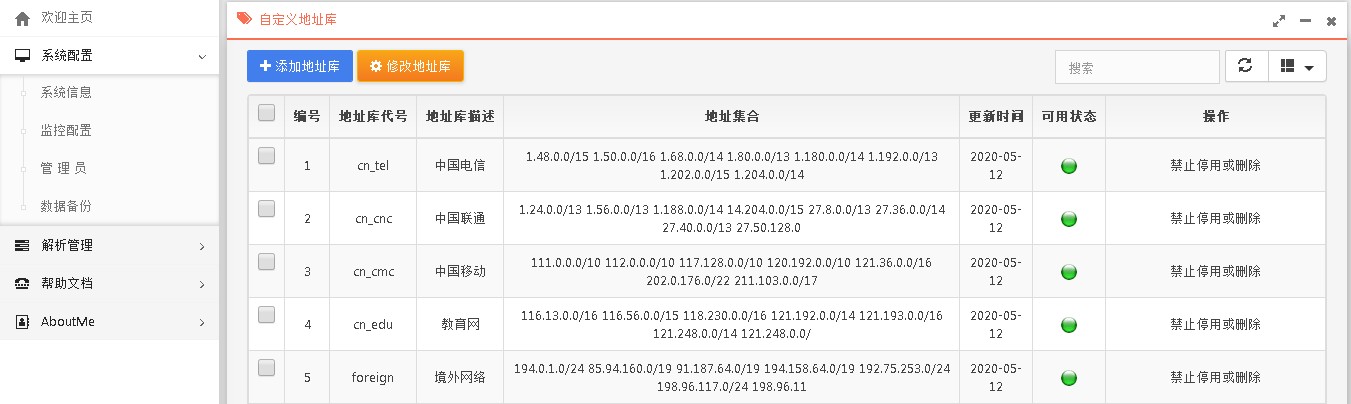 欢迎主页
系统配置
系统信息
监控配置
管 理 员
数据备份
解析管理
帮助文档
AboutMe
自定义地址库
添加地址库 修改地址库 搜索
编号 地址库代号 地址库描述 地址集合 更新时间 可用状态 操作
1 cn_tel 中国电信 1.48.0.0/15 1.50.0.0/16 1.68.0.0/14 1.80.0.0/13 1.180.0.0/14 1.192.0.0/13 2020-05- 禁止停用或删除
1.202.0.0/15 1.204.0.0/14 12
2 cn_cnc 中国联通 1.24.0.0/13 1.56.0.0/13 1.188.0.0/14 14.204.0.0/15 27.8.0.0/13 27.36.0.0/14 2020-05- 禁止停用或删除
27.40.0.0/13 27.50.128.0 12
3 cn_cmc 中国移动 111.0.0.0/10 112.0.0.0/10 117.128.0.0/10 120.192.0.0/10 121.36.0.0/16 2020-05- 禁止停用或删除
202.0.176.0/22 211.103.0.0/17 12
4 cn_edu 教育网 116.13.0.0/16 116.56.0.0/15 118.230.0.0/16 121.192.0.0/14 121.193.0.0/16 2020-05- 禁止停用或删除
121.248.0.0/14 121.248.0.0/ 12
5 foreign 境外网络 194.0.1.0/24 85.94.160.0/19 91.187.64.0/19 194.158.64.0/19 192.75.253.0/24 2020-05- 禁止停用或删除
198.96.117.0/24 198.96.11 12